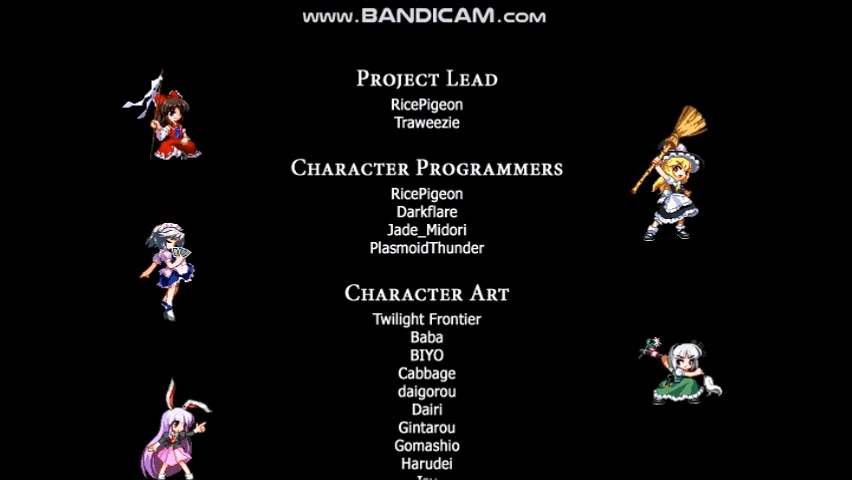 www.BANDICAM.com
Project Lead
RicePigeon
Traweezie
Character Programmers
RicePigeon
Darkflare
Jade_Midori
PlasmoidThunder
Character Art
Twilight Frontier
Baba
BIYO
Cabbage
daigorou
Dairi
Gintarou
Gomashio
Harudei